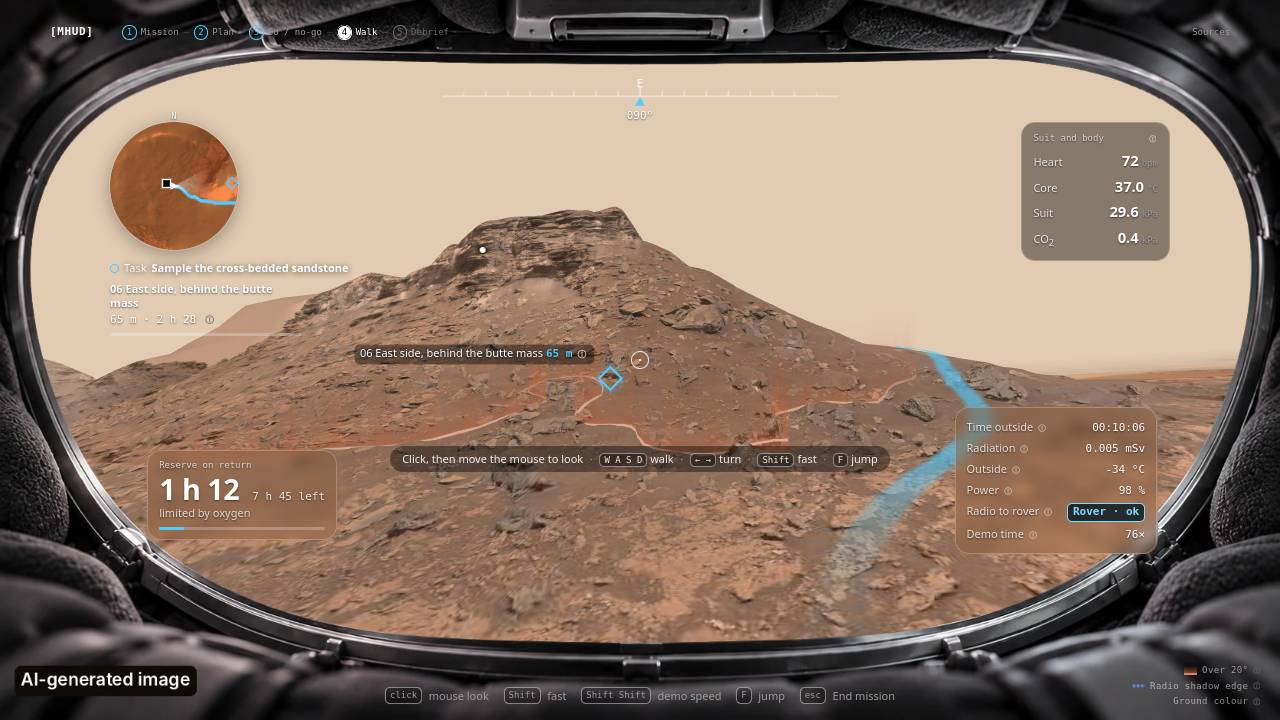 [MHUD] 1 Mission 2 Plan 3 Go / no-go 4 Walk 5 Debrief Sources
E
090°
N
Task Sample the cross-bedded sandstone
06 East side, behind the butte
mass
65 m · 2 h 28
Suit and body
Heart 72 bpm
Core 37.0 °C
Suit 29.6 kPa
CO2 0.4 kPa
06 East side, behind the butte mass 65 m
Click, then move the mouse to look · W A S D walk · ← → turn · Shift fast · F jump
Reserve on return
1 h 12 7 h 45 left
limited by oxygen
Time outside 00:10:06
Radiation 0.005 mSv
Outside -34 °C
Power 98 %
Radio to rover Rover · ok
Demo time 76×
AI-generated image
click mouse look Shift fast Shift Shift demo speed F jump esc End mission
Over 20°
Radio shadow edge
Ground colour